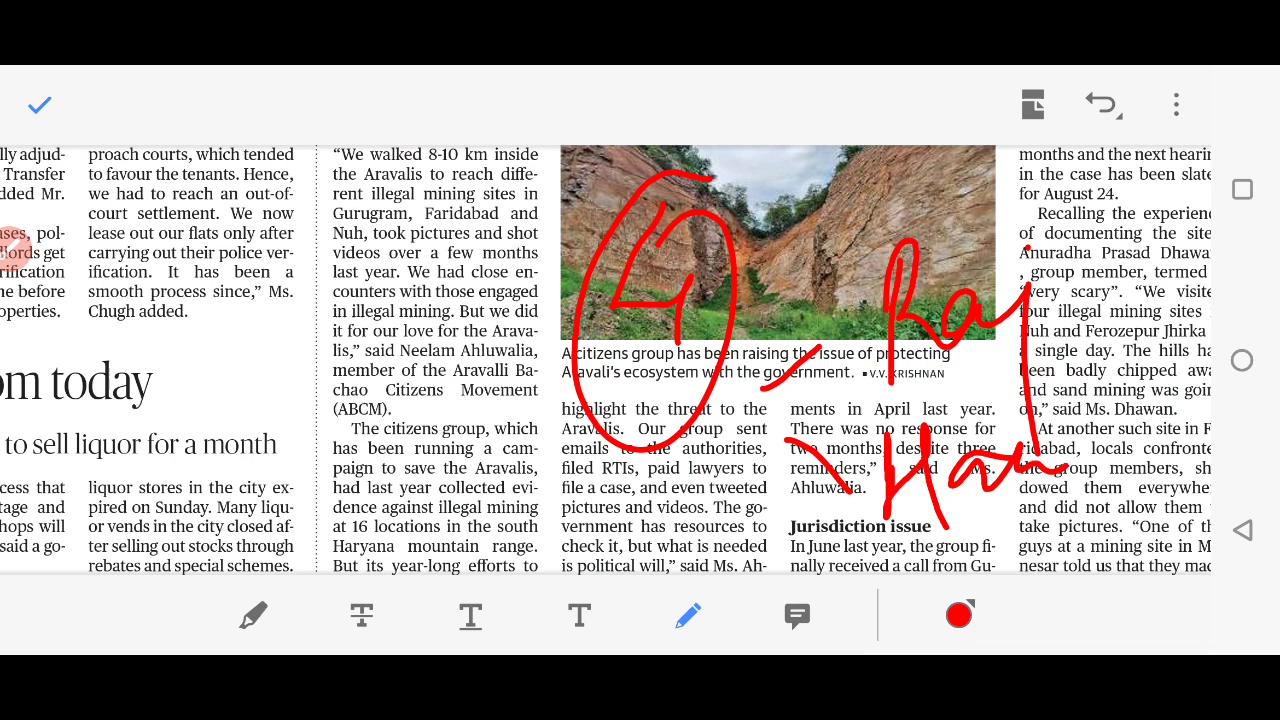 lly adjud-
Transfer
dded Mr.
ases, pol-
lords get
rification
ne before
operties.
proach courts, which tended
to favour the tenants. Hence,
we had to reach an out-of-
court settlement. We now
lease out our flats only after
carrying out their police ver-
ification. It has been a
smooth process since,” Ms.
Chugh added.
om today
to sell liquor for a month
cess that
tage and
hops will
said a go-
liquor stores in the city ex-
pired on Sunday. Many liqu-
or vends in the city closed af-
ter selling out stocks through
rebates and special schemes.
“We walked 8-10 km inside
the Aravalis to reach diffe-
rent illegal mining sites in
Gurugram, Faridabad and
Nuh, took pictures and shot
videos over a few months
last year. We had close en-
counters with those engaged
in illegal mining. But we did
it for our love for the Arava-
lis,” said Neelam Ahluwalia,
member of the Aravalli Ba-
chao Citizens Movement
(ABCM).
The citizens group, which
has been running a cam-
paign to save the Aravalis,
had last year collected evi-
dence against illegal mining
at 16 locations in the south
Haryana mountain range.
But its year-long efforts to
4
Raj
Har
A citizens group has been raising the issue of protecting
Aravali's ecosystem with the government. ▪ V.V. KRISHNAN
highlight the threat to the
Aravalis. Our group sent
emails to the authorities,
filed RTIs, paid lawyers to
file a case, and even tweeted
pictures and videos. The go-
vernment has resources to
check it, but what is needed
is political will,” said Ms. Ah-
ments in April last year.
There was no response for
two months, despite three
reminders,” said Ms.
Ahluwalia.
Jurisdiction issue
In June last year, the group fi-
nally received a call from Gu-
months and the next hearin
in the case has been slate
for August 24.
Recalling the experienc
of documenting the site
Anuradha Prasad Dhawa
, group member, termed
“very scary”. “We visite
four illegal mining sites
Nuh and Ferozepur Jhirka
a single day. The hills ha
been badly chipped awa
and sand mining was goin
on,” said Ms. Dhawan.
At another such site in F
ridabad, locals confronte
the group members, sh
dowed them everywhe
and did not allow them
take pictures. “One of th
guys at a mining site in M
nesar told us that they mad